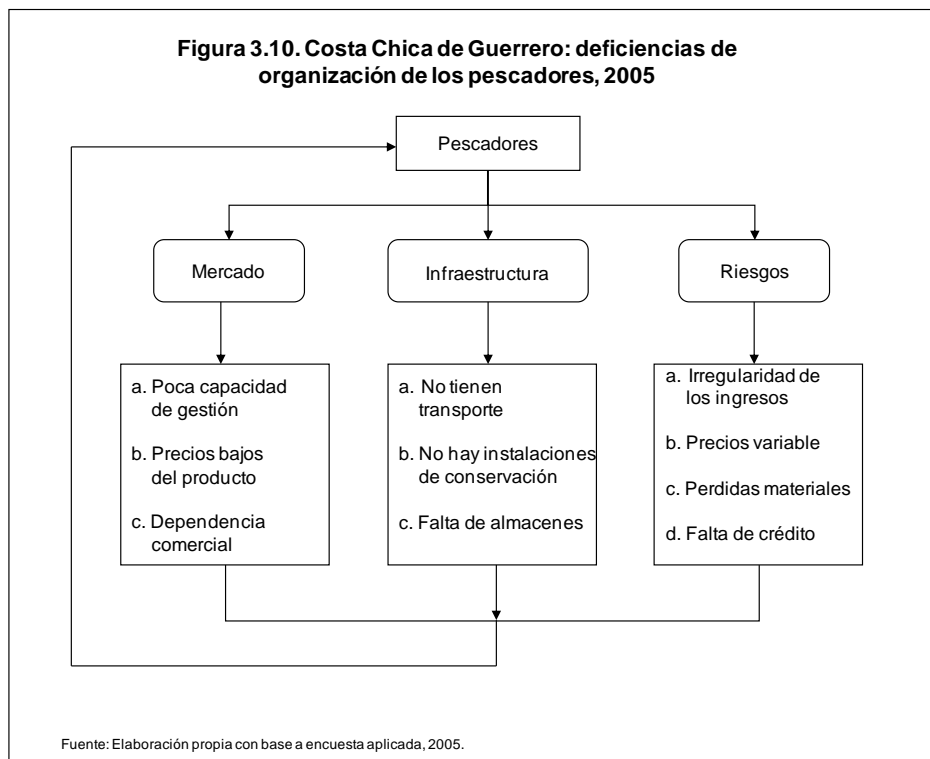 Figura 3.10. Costa Chica de Guerrero: deficiencias de
organización de los pescadores, 2005
Pescadores
Mercado
Infraestructura
Riesgos
a. Poca capacidad
de gestión
b. Precios bajos
del producto
c. Dependencia
comercial
a. No tienen
transporte
b. No hay instalaciones
de conservación
c. Falta de almacenes
a. Irregularidad de
los ingresos
b. Precios variable
c. Perdidas materiales
d. Falta de crédito
Fuente: Elaboración propia con base a encuesta aplicada, 2005.